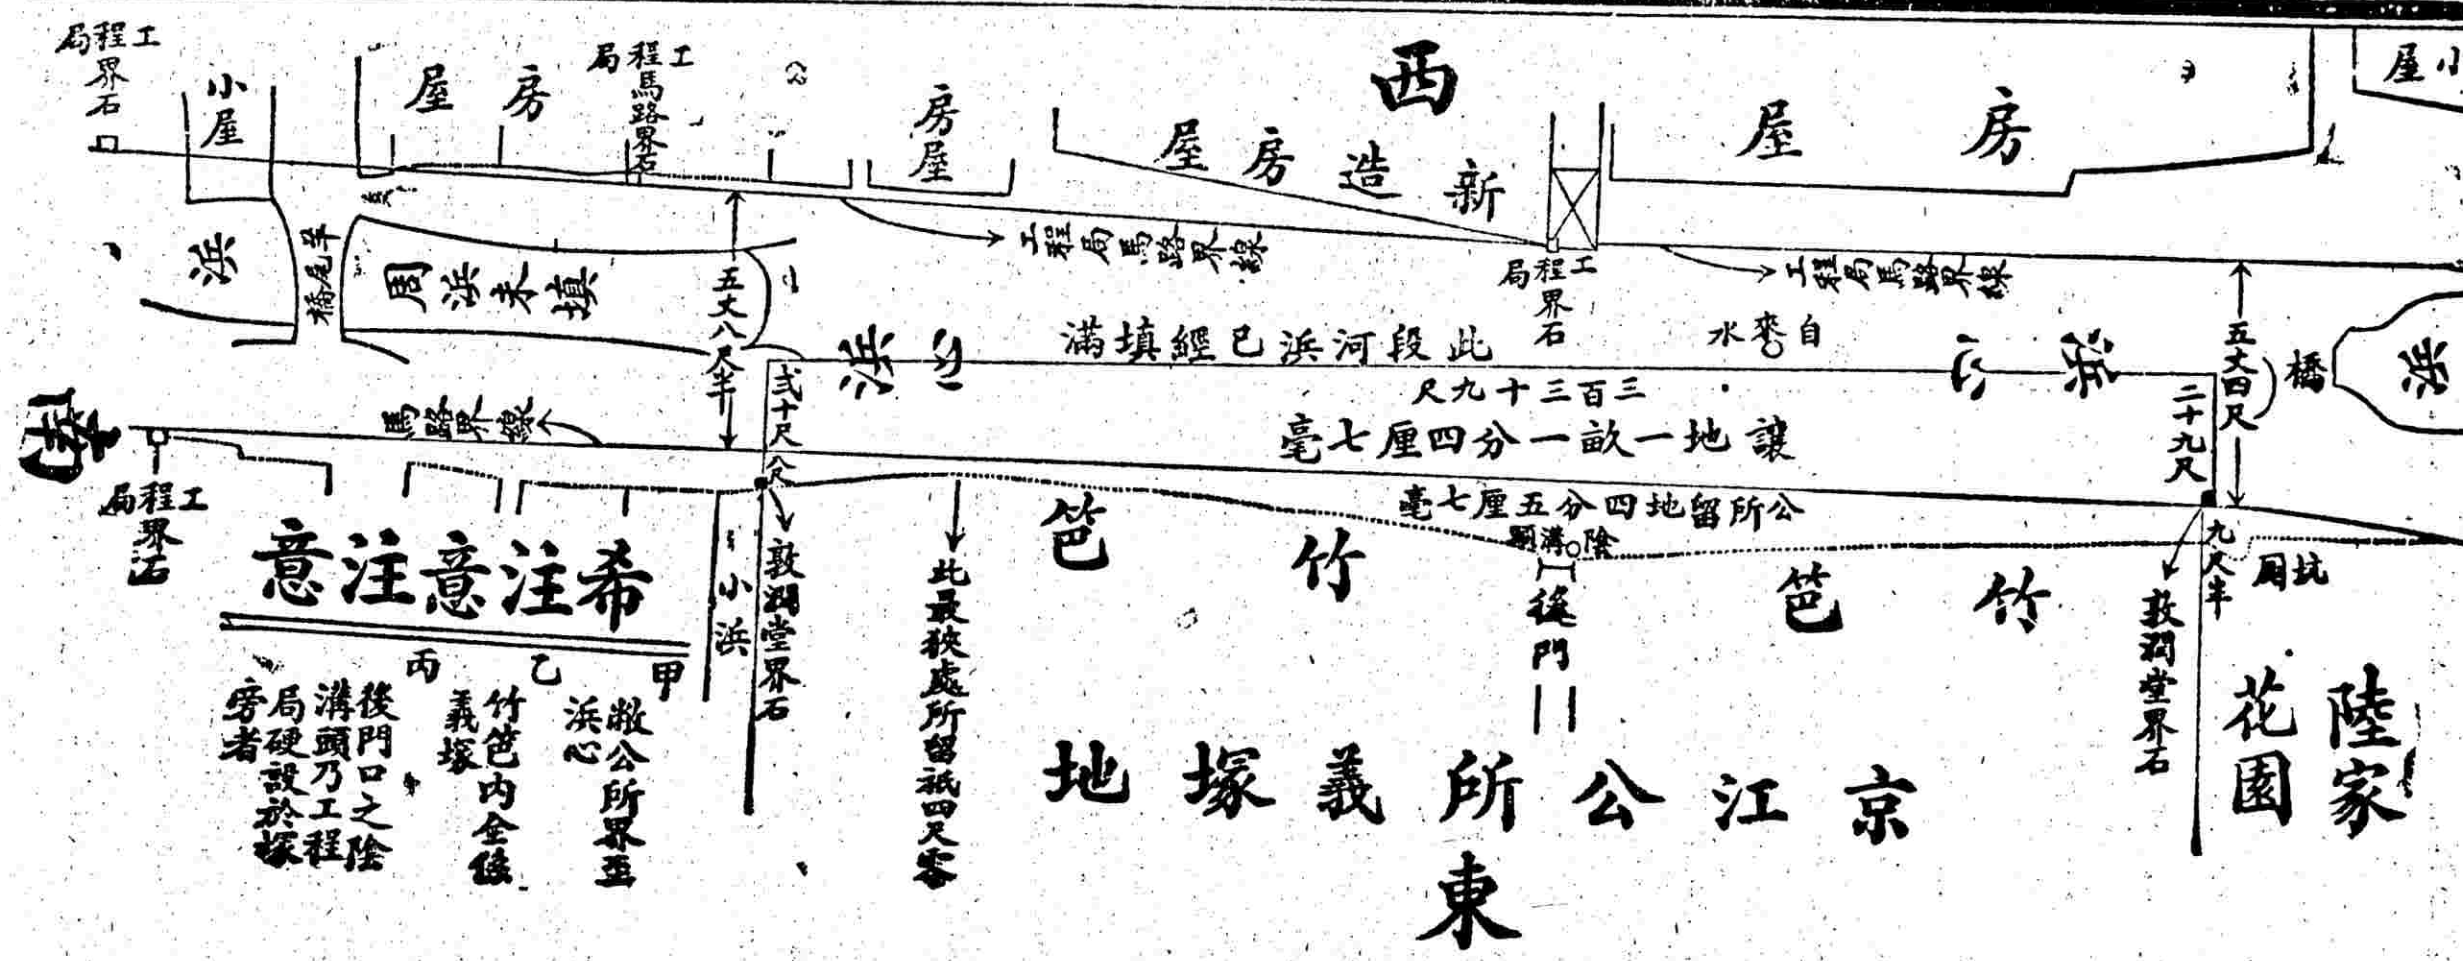 西
工程局界石
小屋
房屋
工程局馬路界石
房屋
新造房屋
房屋
小屋
浜
周浜未填
五丈八尺半
工程局馬路界線
工程局界石
工程局馬路界線
自來水
此段河浜已經填滿
浜心
浜心
五丈四尺
橋
浜
南
馬路界線
弍十尺
八尺
三百三十九尺
讓地一畝一分四厘七毫
二十九尺
工程局界石
公所留地四分五厘七毫
陰溝頭
竹笆
竹笆
後門
九尺半
坑
小浜
敦潤堂界石
此最狹處所留祇四尺零
敦潤堂界石
陸家花園
京江公所義塚地
東
希注意注意
甲
敝公所界至
浜心
乙
竹笆内全係
義塚
丙
後門口之陰
溝頭乃工程
局硬設於塚
旁者